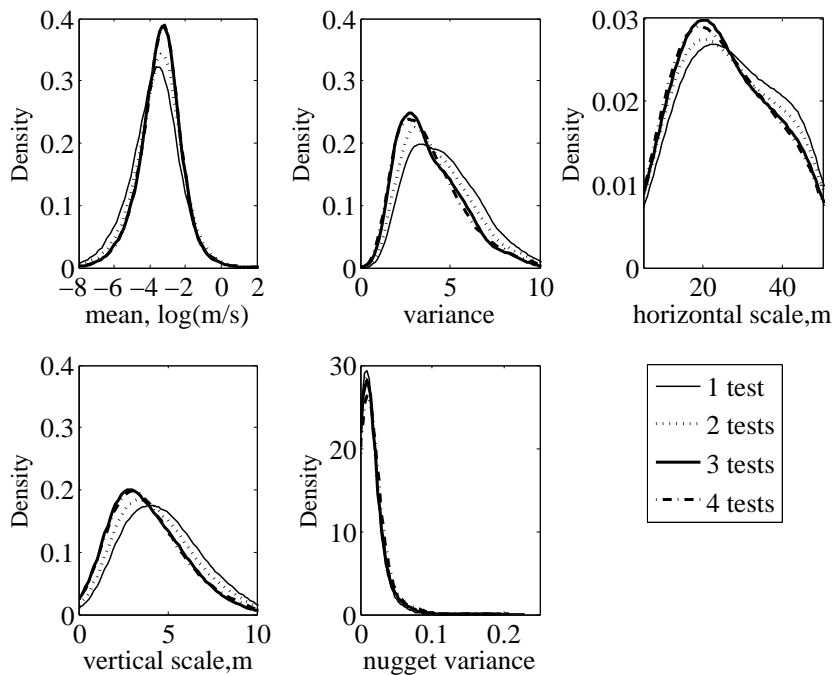 0.4
0.3
0.2
0.1
0
Density
−8 −6 −4 −2 0 2
mean, log(m/s)
0.4
0.3
0.2
0.1
0
Density
0 5 10
variance
0.03
0.02
0.01
0
Density
20 40
horizontal scale,m
0.4
0.3
0.2
0.1
0
Density
0 5 10
vertical scale,m
30
20
10
0
Density
0 0.1 0.2
nugget variance
1 test
2 tests
3 tests
4 tests